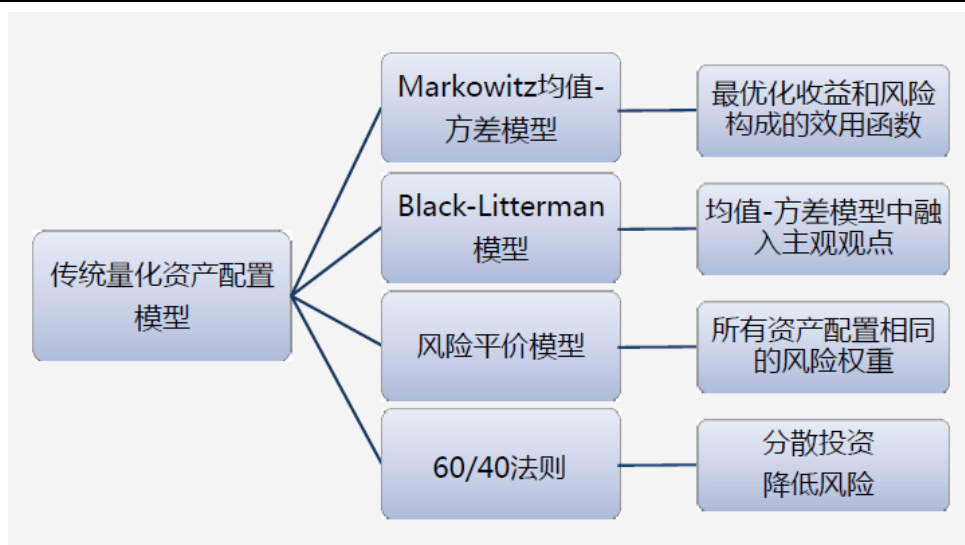 传统量化资产配置
模型
Markowitz均值-
方差模型
最优化收益和风险
构成的效用函数
Black-Litterman
模型
均值-方差模型中融
入主观观点
风险平价模型
所有资产配置相同
的风险权重
60/40法则
分散投资
降低风险